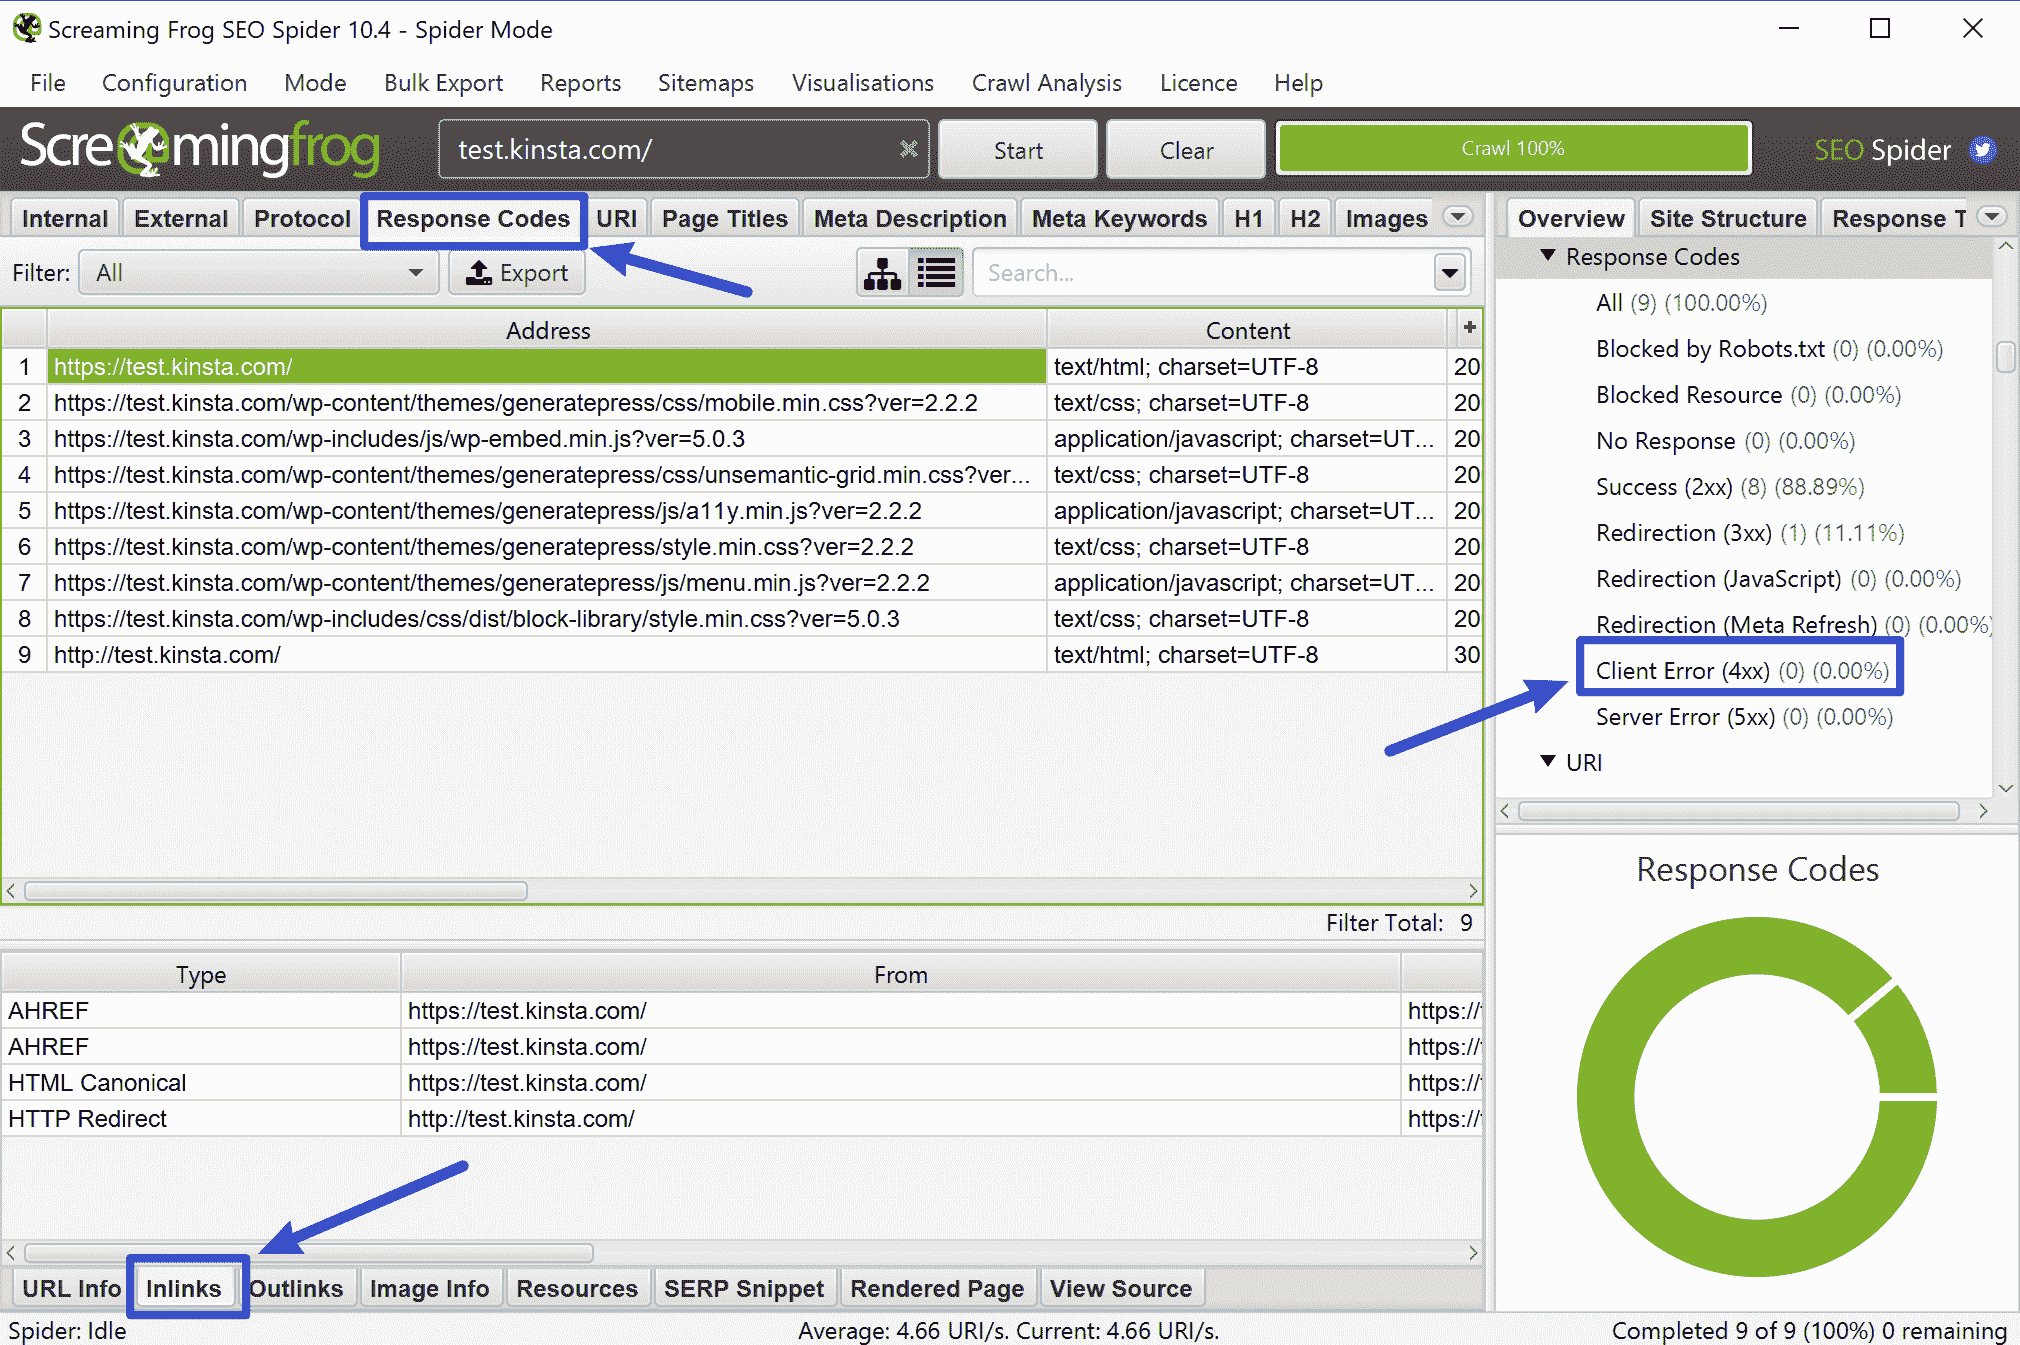 Screaming Frog SEO Spider 10.4 - Spider Mode
File Configuration Mode Bulk Export Reports Sitemaps Visualisations Crawl Analysis Licence Help
Screamingfrog test.kinsta.com/ Start Clear Crawl 100% SEO Spider
Internal External Protocol Response Codes URI Page Titles Meta Description Meta Keywords H1 H2 Images
Filter: All Export Search...
Address Content +
1 https://test.kinsta.com/ text/html; charset=UTF-8 20
2 https://test.kinsta.com/wp-content/themes/generatepress/css/mobile.min.css?ver=2.2.2 text/css; charset=UTF-8 20
3 https://test.kinsta.com/wp-includes/js/wp-embed.min.js?ver=5.0.3 application/javascript; charset=UT... 20
4 https://test.kinsta.com/wp-content/themes/generatepress/css/unsemantic-grid.min.css?ver... text/css; charset=UTF-8 20
5 https://test.kinsta.com/wp-content/themes/generatepress/js/a11y.min.js?ver=2.2.2 application/javascript; charset=UT... 20
6 https://test.kinsta.com/wp-content/themes/generatepress/style.min.css?ver=2.2.2 text/css; charset=UTF-8 20
7 https://test.kinsta.com/wp-content/themes/generatepress/js/menu.min.js?ver=2.2.2 application/javascript; charset=UT... 20
8 https://test.kinsta.com/wp-includes/css/dist/block-library/style.min.css?ver=5.0.3 text/css; charset=UTF-8 20
9 http://test.kinsta.com/ text/html; charset=UTF-8 30
Filter Total: 9
Type From
AHREF https://test.kinsta.com/ https://
AHREF https://test.kinsta.com/ https://
HTML Canonical https://test.kinsta.com/ https://
HTTP Redirect http://test.kinsta.com/ https://
URL Info Inlinks Outlinks Image Info Resources SERP Snippet Rendered Page View Source
Overview Site Structure Response T
Response Codes
All (9) (100.00%)
Blocked by Robots.txt (0) (0.00%)
Blocked Resource (0) (0.00%)
No Response (0) (0.00%)
Success (2xx) (8) (88.89%)
Redirection (3xx) (1) (11.11%)
Redirection (JavaScript) (0) (0.00%)
Redirection (Meta Refresh) (0) (0.00%)
Client Error (4xx) (0) (0.00%)
Server Error (5xx) (0) (0.00%)
URI
Response Codes
Spider: Idle Average: 4.66 URI/s. Current: 4.66 URI/s. Completed 9 of 9 (100%) 0 remaining